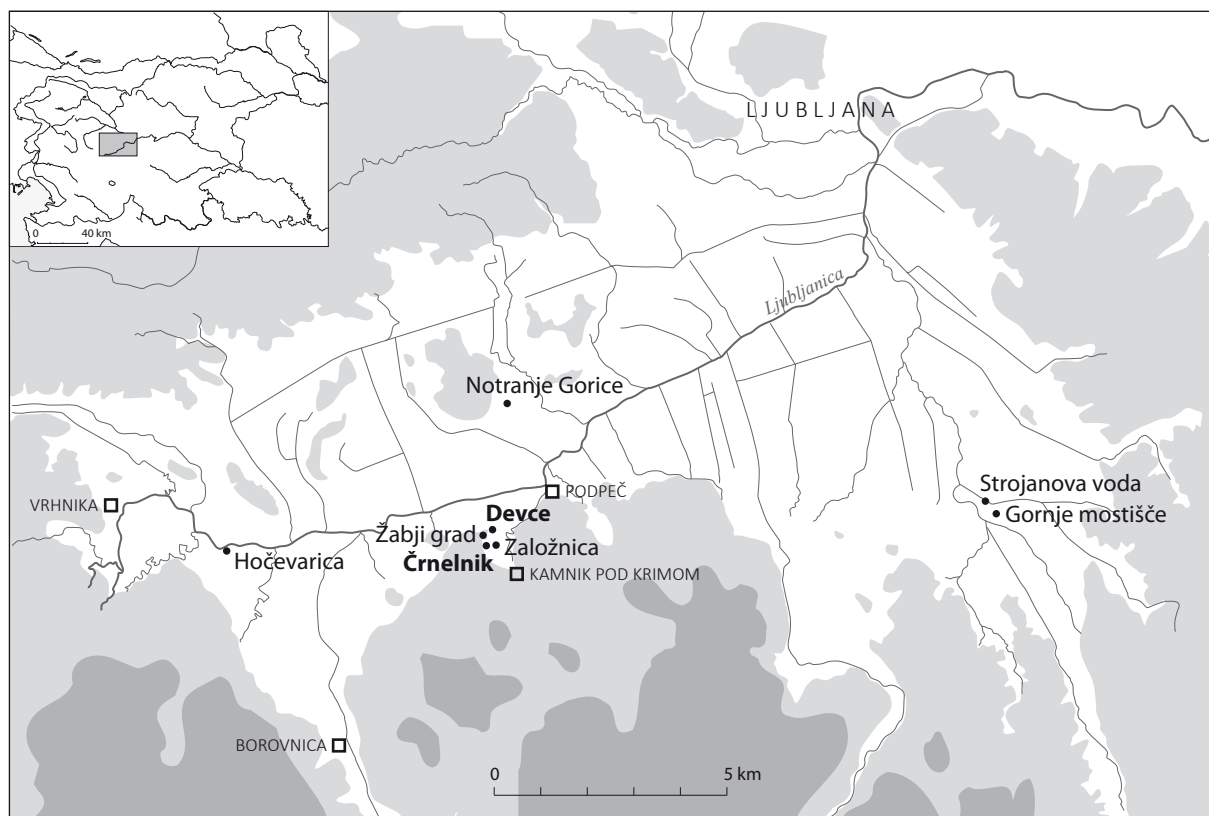 0 40 km
LJUBLJANA
Ljubljanica
Notranje Gorice
VRHNIKA
PODPEČ
Strojanova voda
Gornje mostišče
Devce
Žabji grad
Založnica
Črnelnik
Hočevarica
KAMNIK POD KRIMOM
BOROVNICA
0 5 km